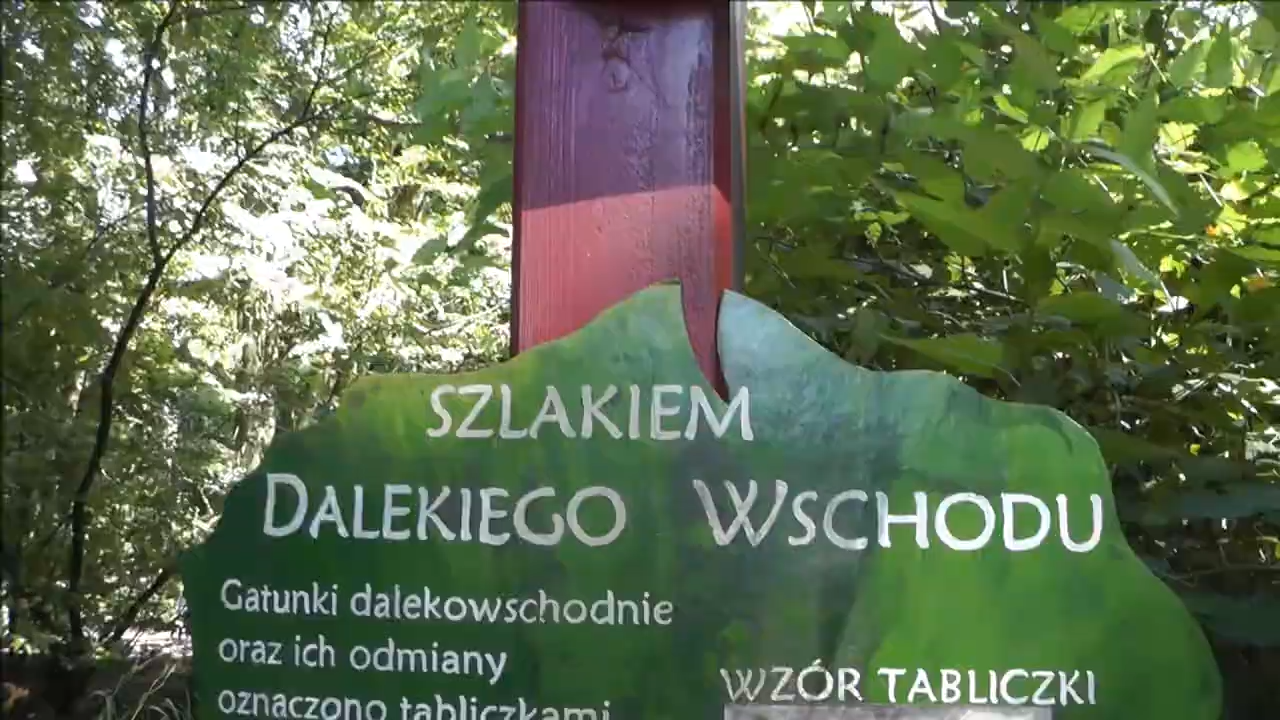 SZLAKIEM
DALEKIEGO WSCHODU
Gatunki dalekowschodnie
oraz ich odmiany
oznaczono tabliczkami
WZÓR TABLICZKI